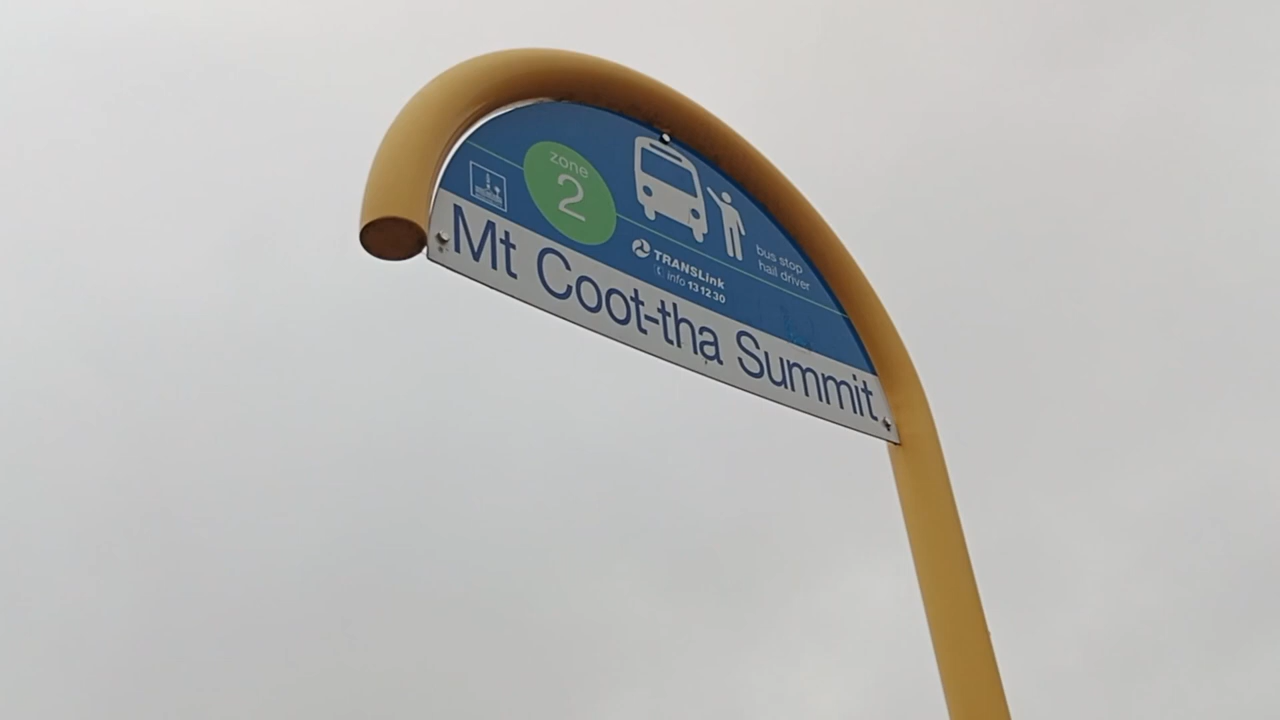 zone
2
bus stop
hail driver
TRANSLink
info 13 12 30
Mt Coot-tha Summit